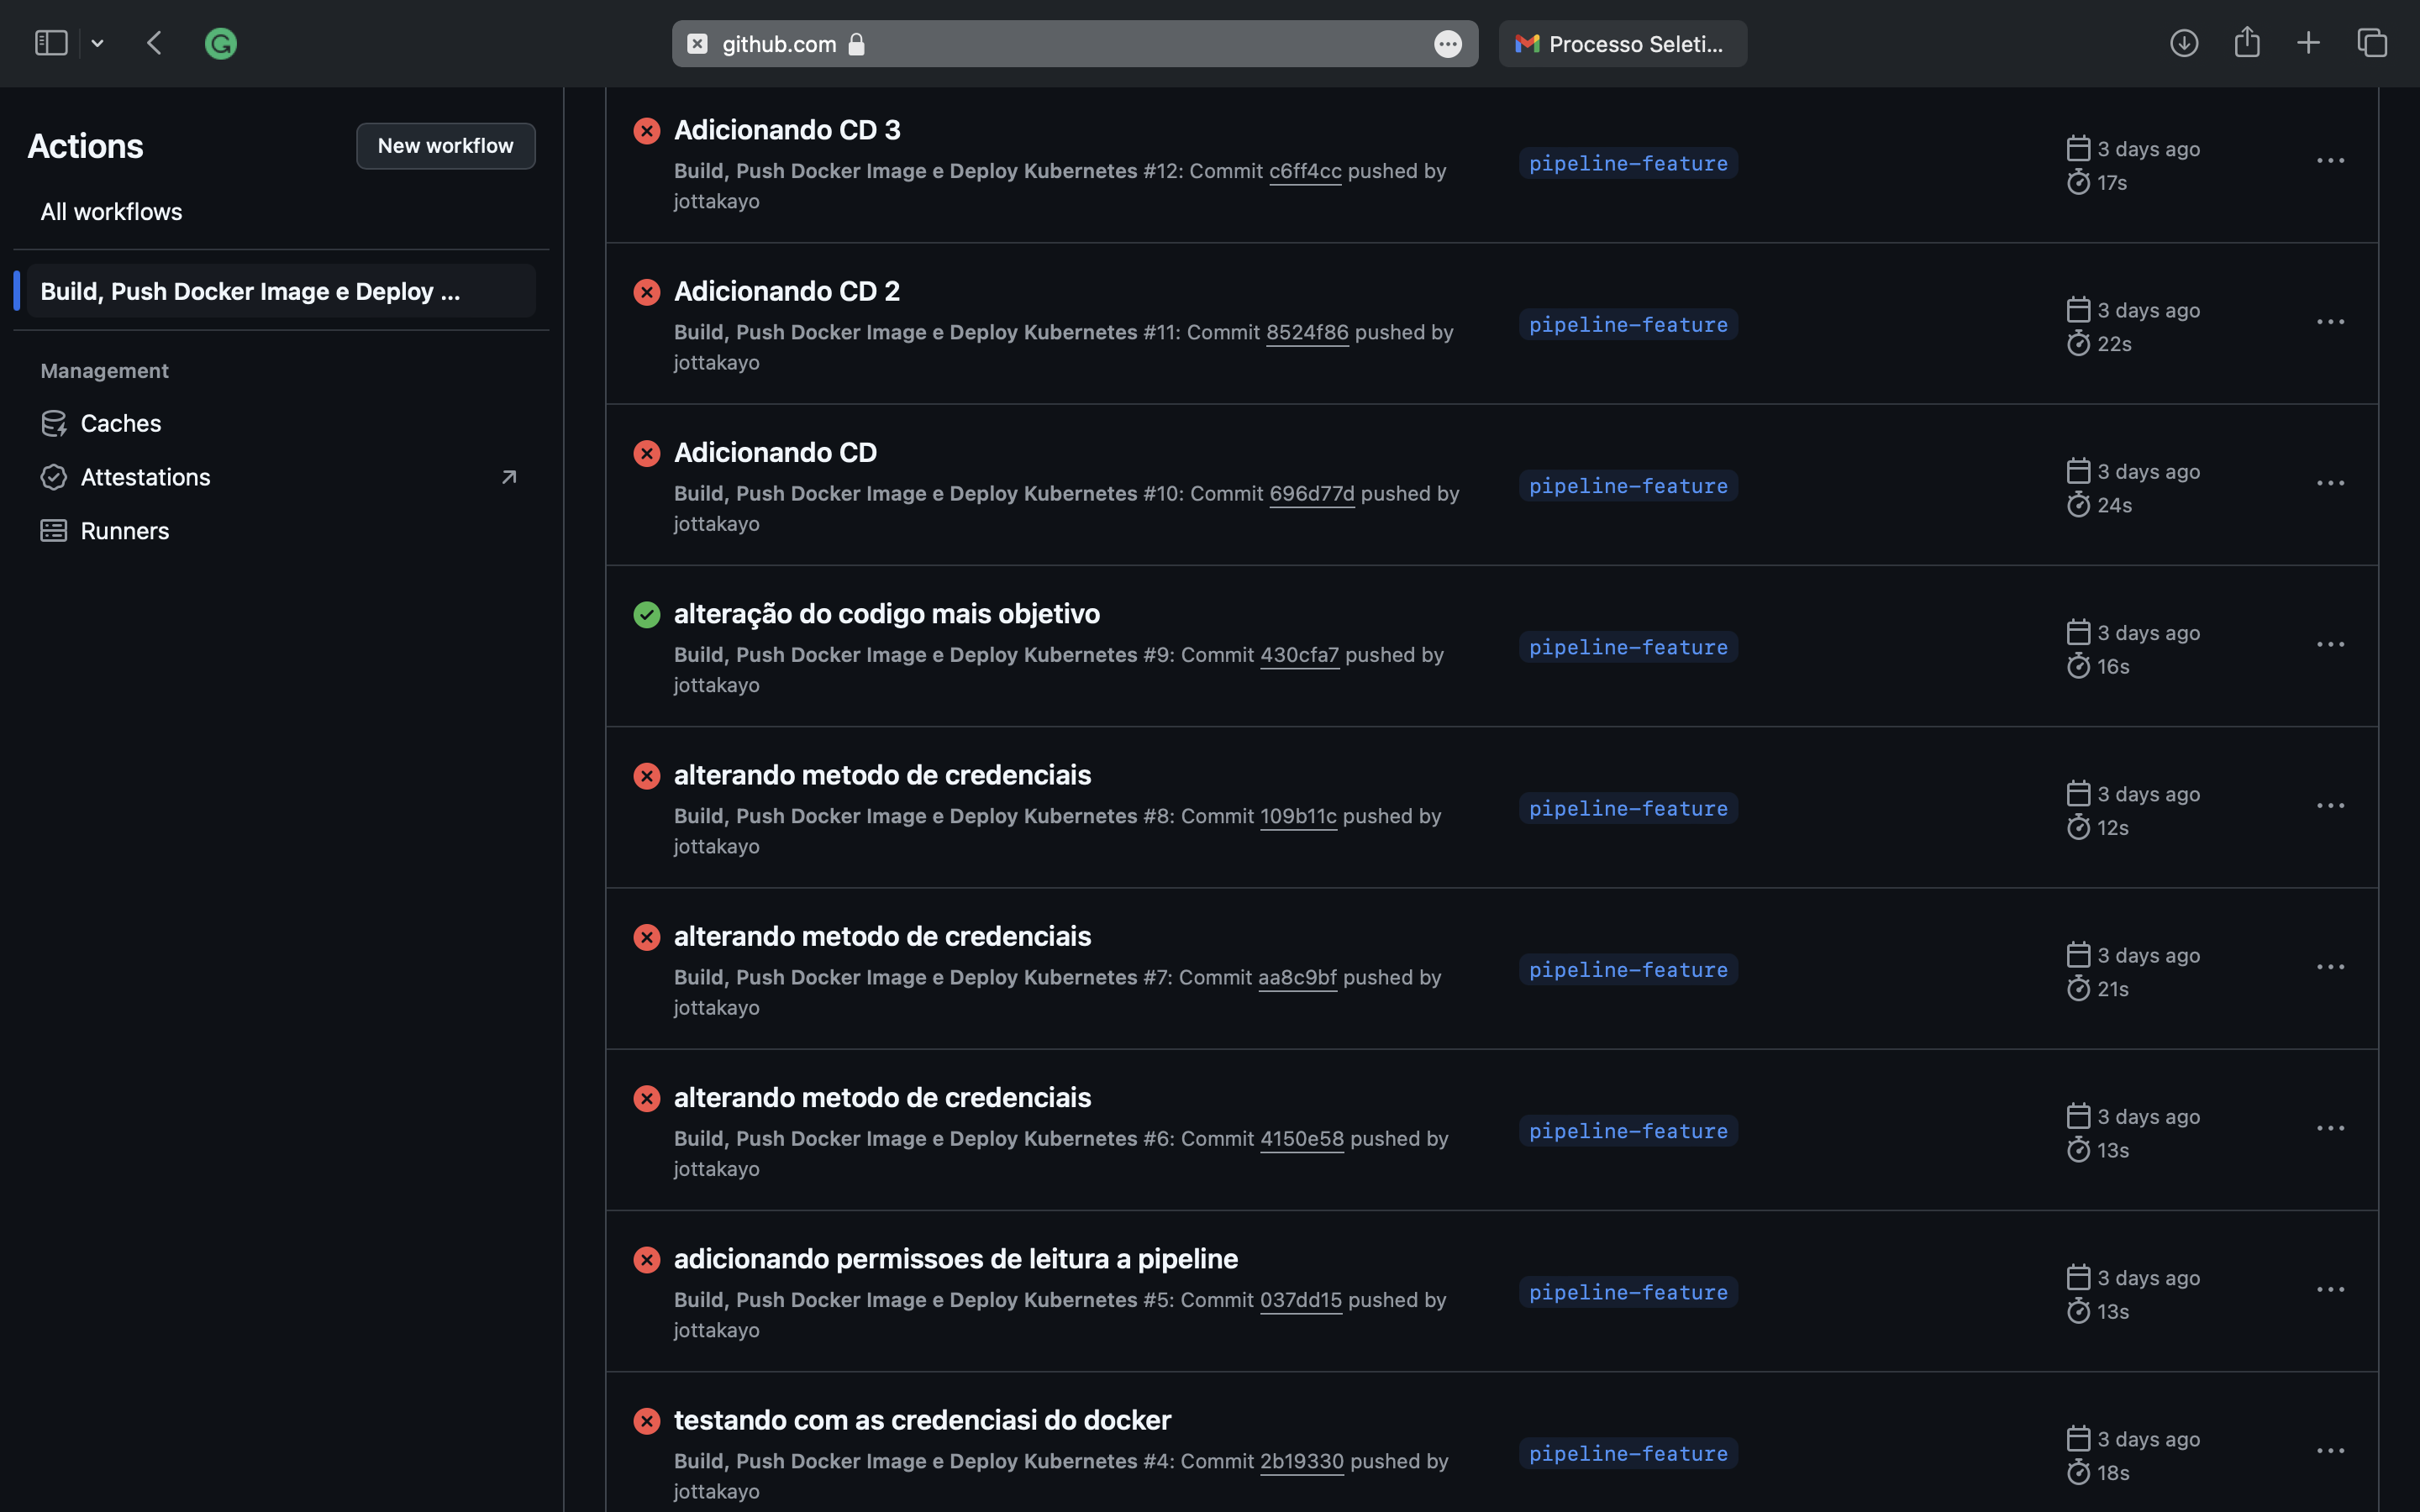 github.com
Processo Seleti...
Actions
New workflow
All workflows
Build, Push Docker Image e Deploy ...
Management
Caches
Attestations
Runners
Adicionando CD 3
Build, Push Docker Image e Deploy Kubernetes #12: Commit c6ff4cc pushed by
jottakayo
pipeline-feature
3 days ago
17s
Adicionando CD 2
Build, Push Docker Image e Deploy Kubernetes #11: Commit 8524f86 pushed by
jottakayo
pipeline-feature
3 days ago
22s
Adicionando CD
Build, Push Docker Image e Deploy Kubernetes #10: Commit 696d77d pushed by
jottakayo
pipeline-feature
3 days ago
24s
alteração do codigo mais objetivo
Build, Push Docker Image e Deploy Kubernetes #9: Commit 430cfa7 pushed by
jottakayo
pipeline-feature
3 days ago
16s
alterando metodo de credenciais
Build, Push Docker Image e Deploy Kubernetes #8: Commit 109b11c pushed by
jottakayo
pipeline-feature
3 days ago
12s
alterando metodo de credenciais
Build, Push Docker Image e Deploy Kubernetes #7: Commit aa8c9bf pushed by
jottakayo
pipeline-feature
3 days ago
21s
alterando metodo de credenciais
Build, Push Docker Image e Deploy Kubernetes #6: Commit 4150e58 pushed by
jottakayo
pipeline-feature
3 days ago
13s
adicionando permissoes de leitura a pipeline
Build, Push Docker Image e Deploy Kubernetes #5: Commit 037dd15 pushed by
jottakayo
pipeline-feature
3 days ago
13s
testando com as credenciasi do docker
Build, Push Docker Image e Deploy Kubernetes #4: Commit 2b19330 pushed by
jottakayo
pipeline-feature
3 days ago
18s